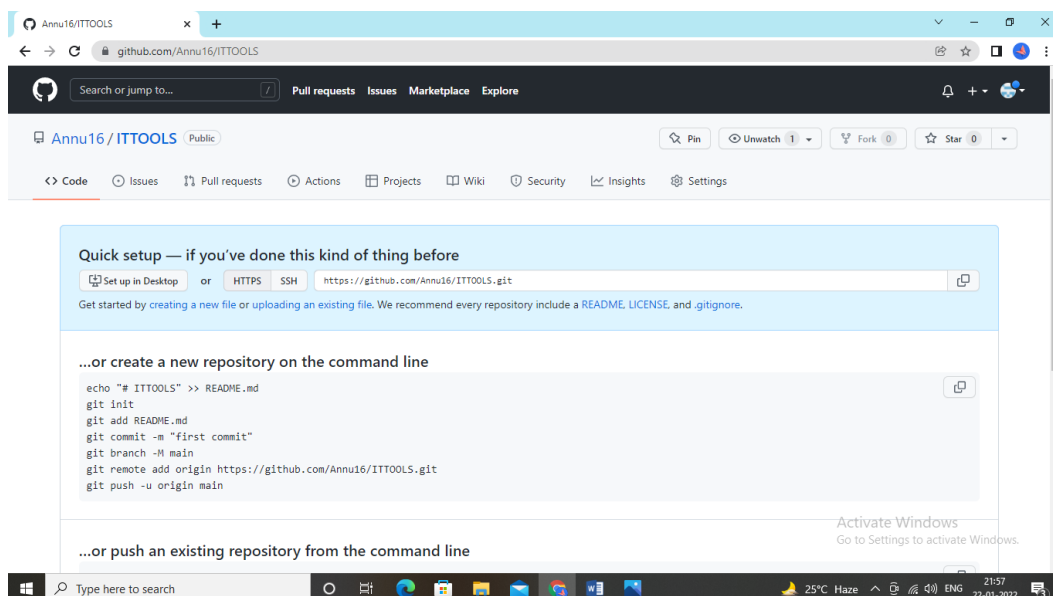 Annu16/ITTOOLS
github.com/Annu16/ITTOOLS
Search or jump to... / Pull requests Issues Marketplace Explore
Annu16 / ITTOOLS Public Pin Unwatch 1 Fork 0 Star 0
<> Code Issues Pull requests Actions Projects Wiki Security Insights Settings
Quick setup — if you've done this kind of thing before
Set up in Desktop or HTTPS SSH https://github.com/Annu16/ITTOOLS.git
Get started by creating a new file or uploading an existing file. We recommend every repository include a README, LICENSE, and .gitignore.
...or create a new repository on the command line
echo "# ITTOOLS" >> README.md
git init
git add README.md
git commit -m "first commit"
git branch -M main
git remote add origin https://github.com/Annu16/ITTOOLS.git
git push -u origin main
Activate Windows
Go to Settings to activate Windows.
...or push an existing repository from the command line
Type here to search 25°C Haze ENG 21:57
22-01-2022